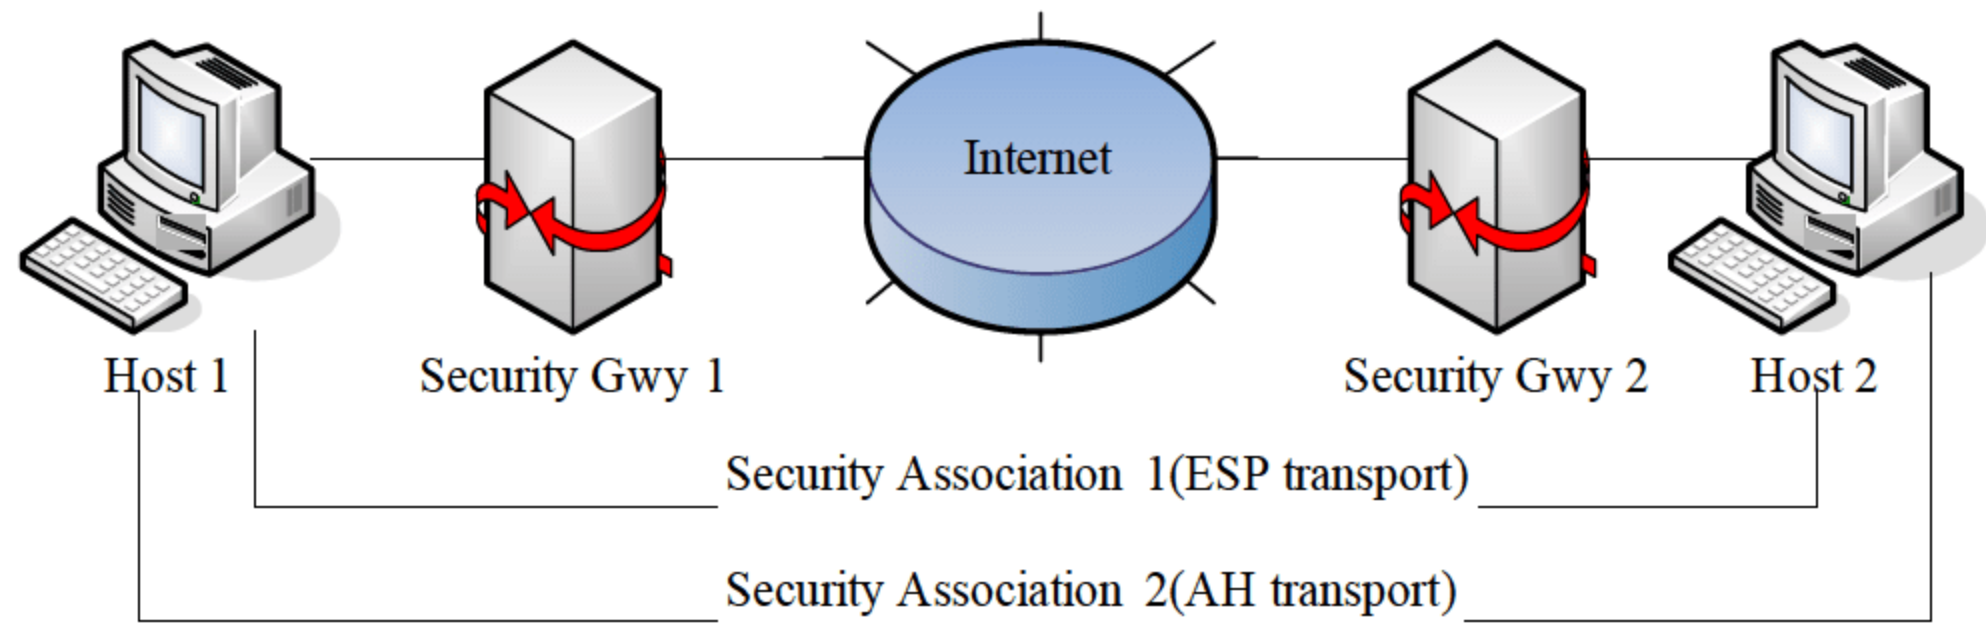 Internet
Host 1
Security Gwy 1
Security Gwy 2
Host 2
Security Association 1(ESP transport)
Security Association 2(AH transport)